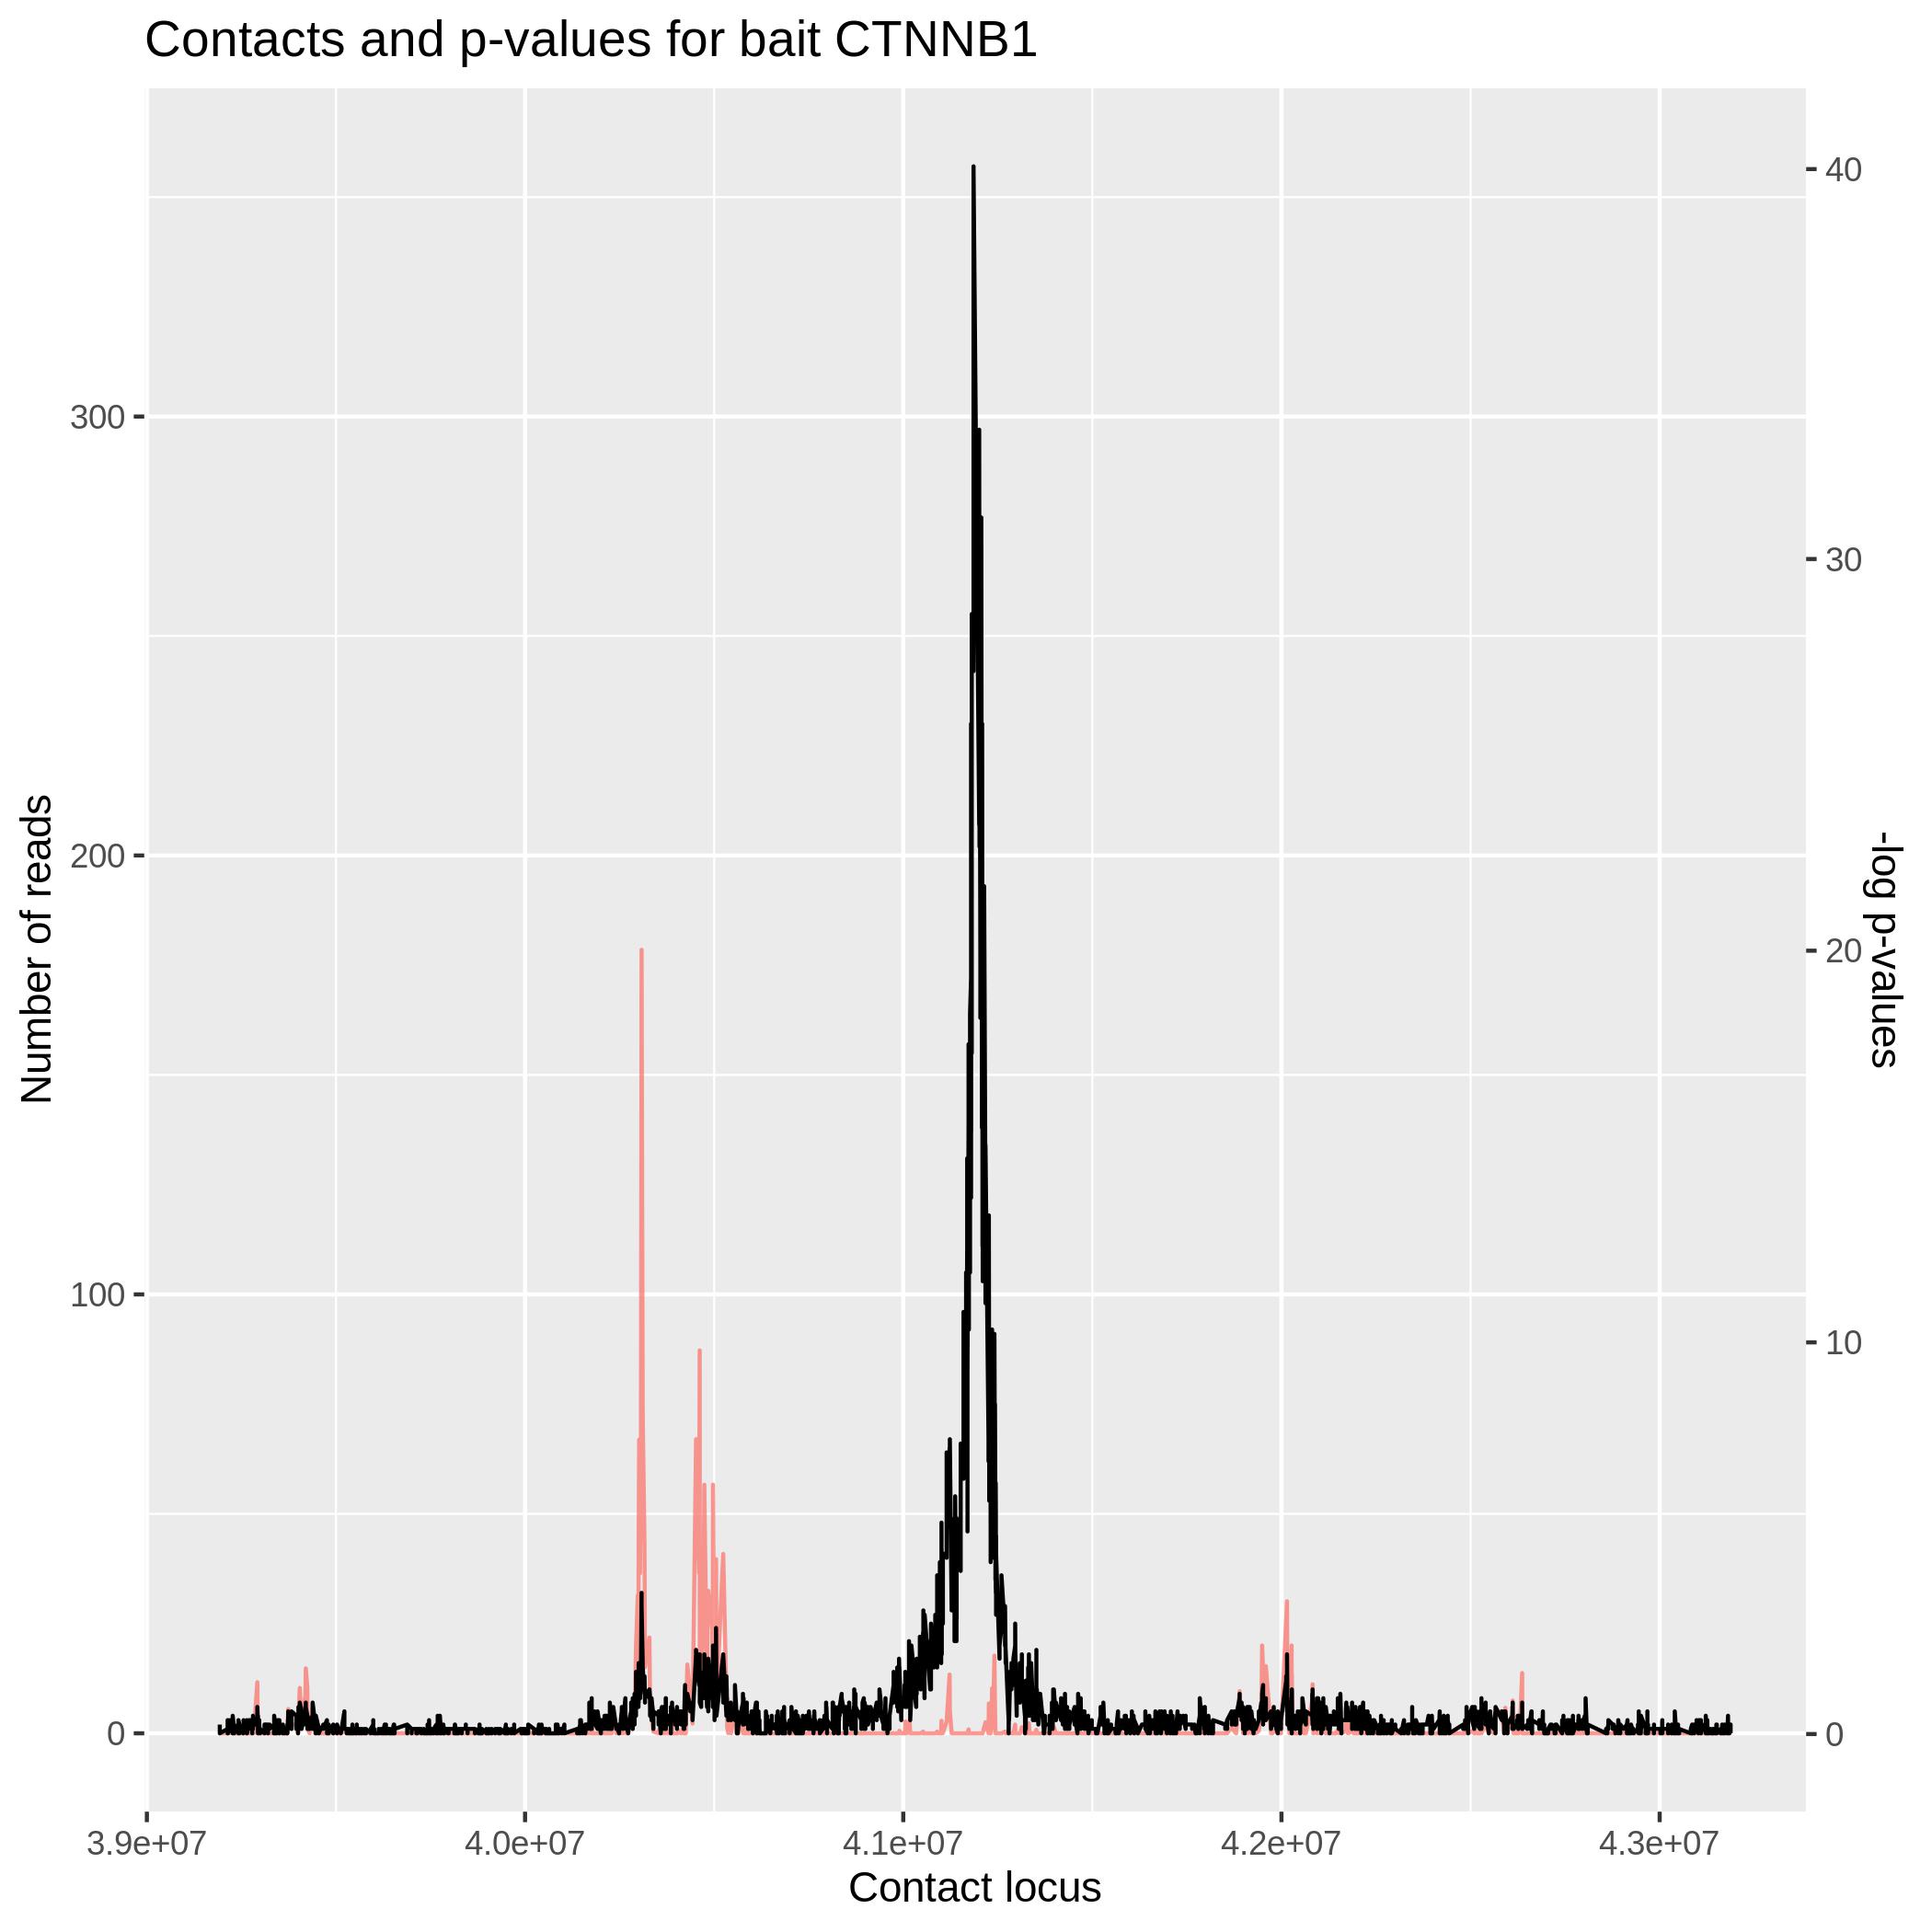 Contacts and p-values for bait CTNNB1
Number of reads
300
200
100
0
40
30
20
10
0
-log p-values
3.9e+07 4.0e+07 4.1e+07 4.2e+07 4.3e+07
Contact locus